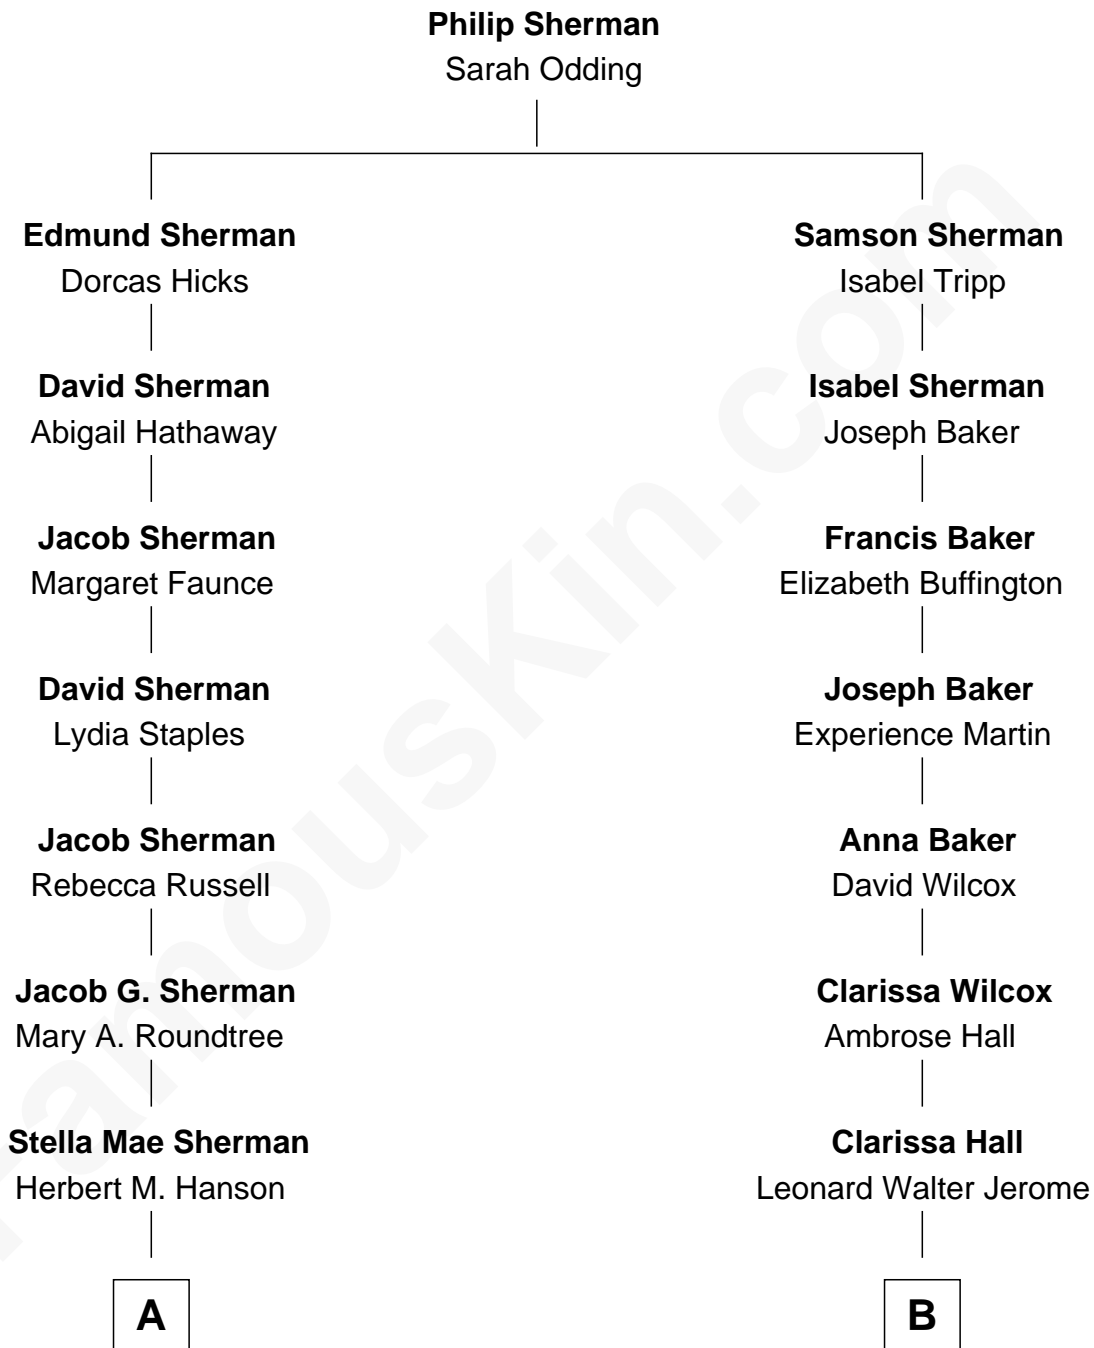 Philip Sherman
Sarah Odding
Edmund Sherman
Dorcas Hicks
Samson Sherman
Isabel Tripp
David Sherman
Abigail Hathaway
Isabel Sherman
Joseph Baker
Jacob Sherman
Margaret Faunce
Francis Baker
Elizabeth Buffington
David Sherman
Lydia Staples
Joseph Baker
Experience Martin
Jacob Sherman
Rebecca Russell
Anna Baker
David Wilcox
Jacob G. Sherman
Mary A. Roundtree
Clarissa Wilcox
Ambrose Hall
Stella Mae Sherman
Herbert M. Hanson
Clarissa Hall
Leonard Walter Jerome
A
B
FamousKin.com